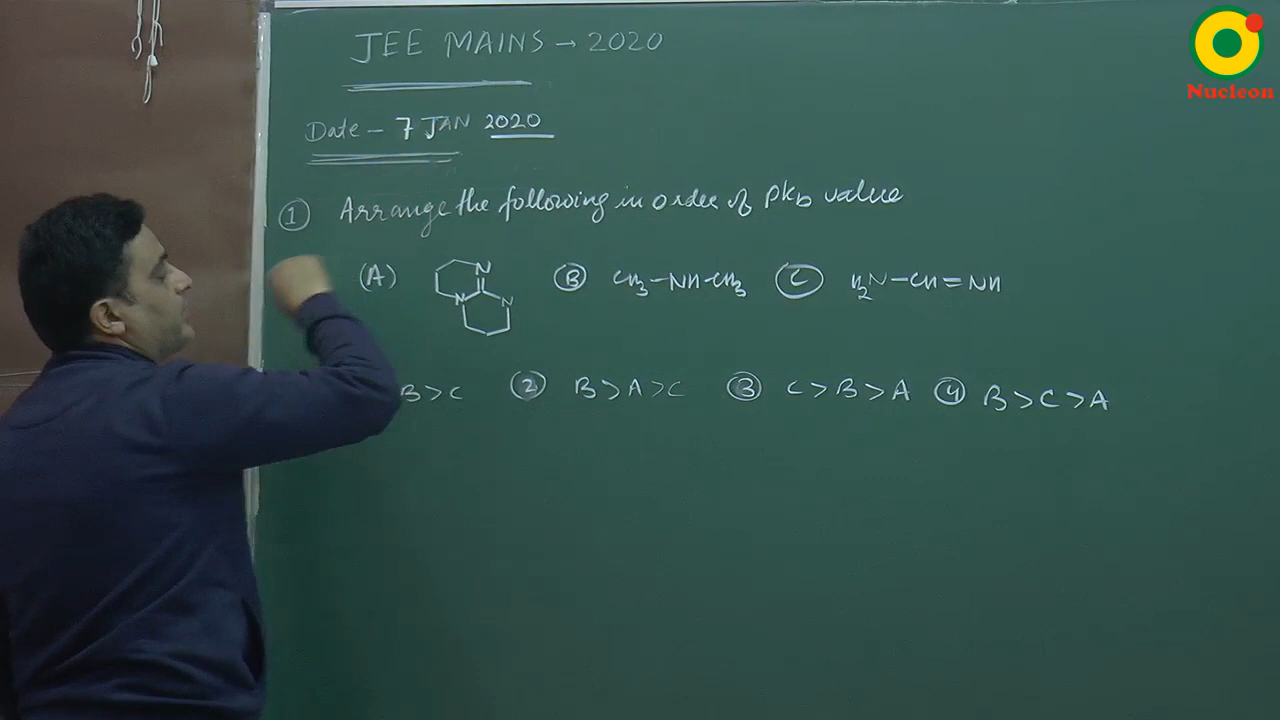 JEE MAINS → 2020
Nucleon
Date - 7 JAN 2020
① Arrange the following in order of pKb value
(A) N N N Ⓑ CH3-NH-CH3 Ⓒ H2N-CH=NH
B>C ② B>A>C ③ C>B>A ④ B>C>A